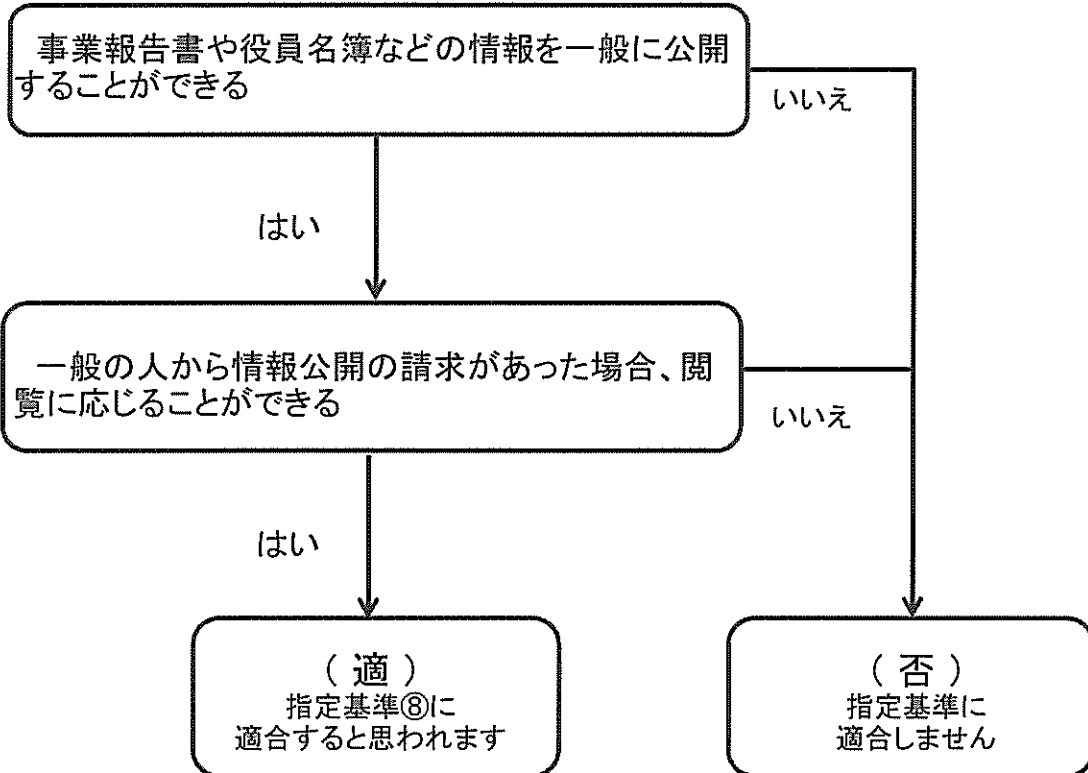 事業報告書や役員名簿などの情報を一般に公開
することができる
いいえ
はい
一般の人から情報公開の請求があった場合、閲
覧に応じることができる
いいえ
はい
（ 適 ）
指定基準⑧に
適合すると思われます
（ 否 ）
指定基準に
適合しません